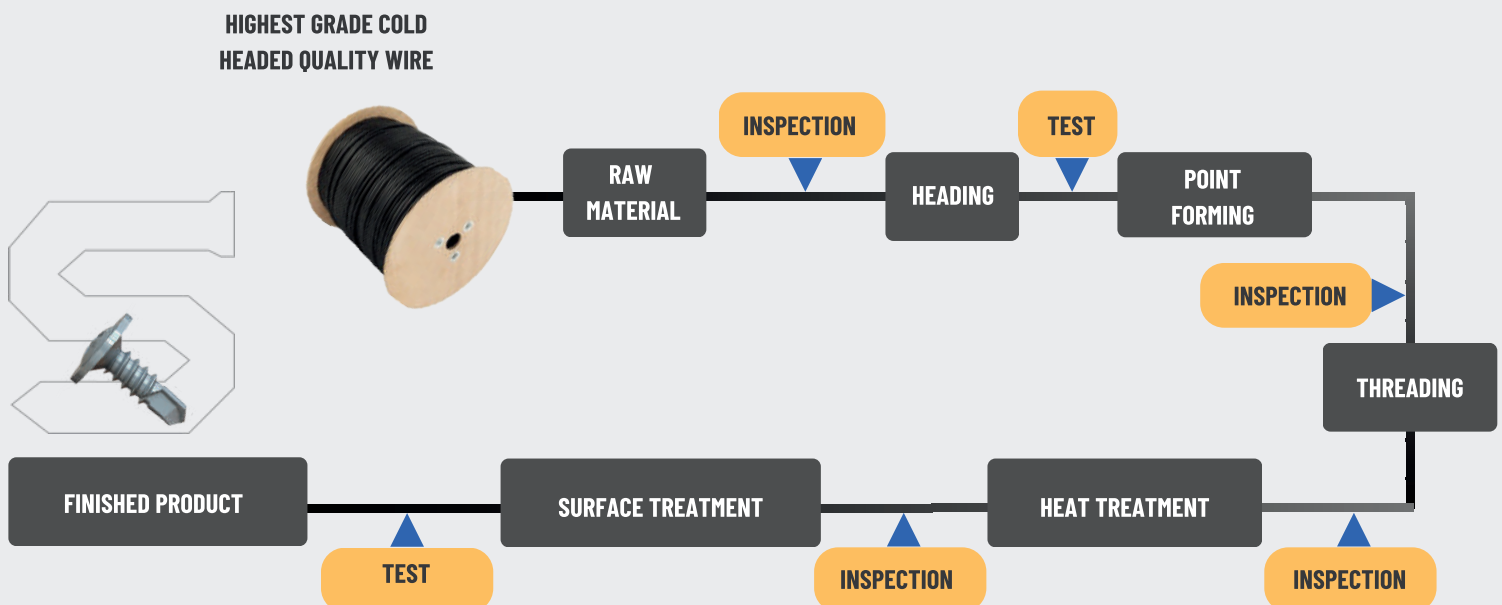 HIGHEST GRADE COLD
HEADED QUALITY WIRE
INSPECTION
TEST
RAW
MATERIAL
HEADING
POINT
FORMING
INSPECTION
THREADING
FINISHED PRODUCT
SURFACE TREATMENT
HEAT TREATMENT
TEST
INSPECTION
INSPECTION